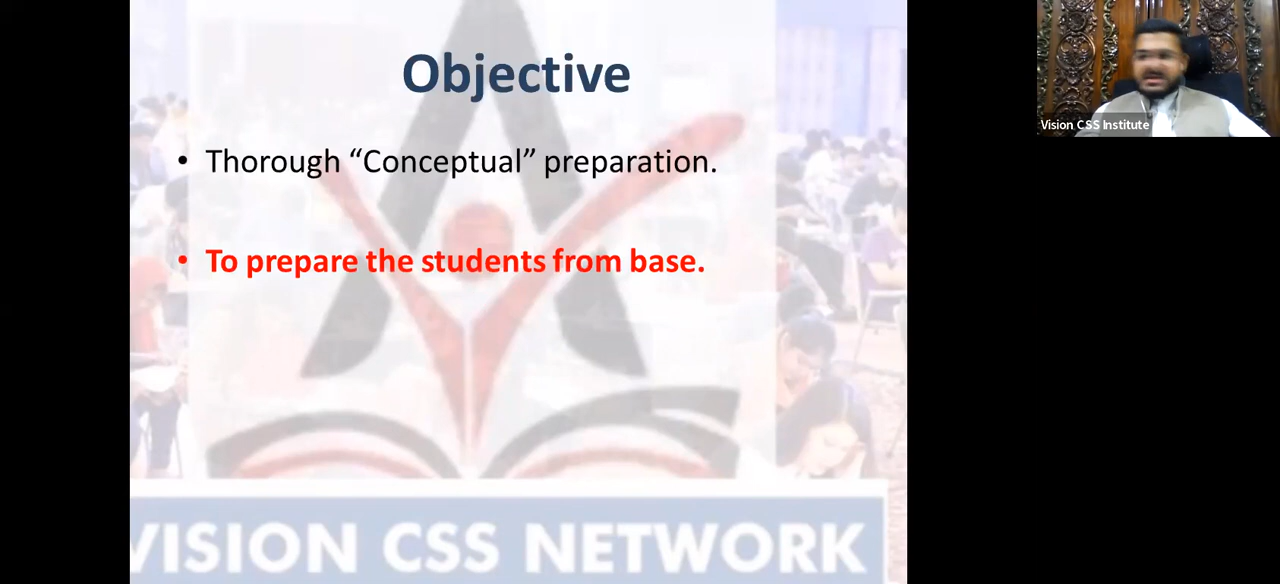 Objective
• Thorough “Conceptual” preparation.
• To prepare the students from base.
Vision CSS Institute
VISION CSS NETWORK